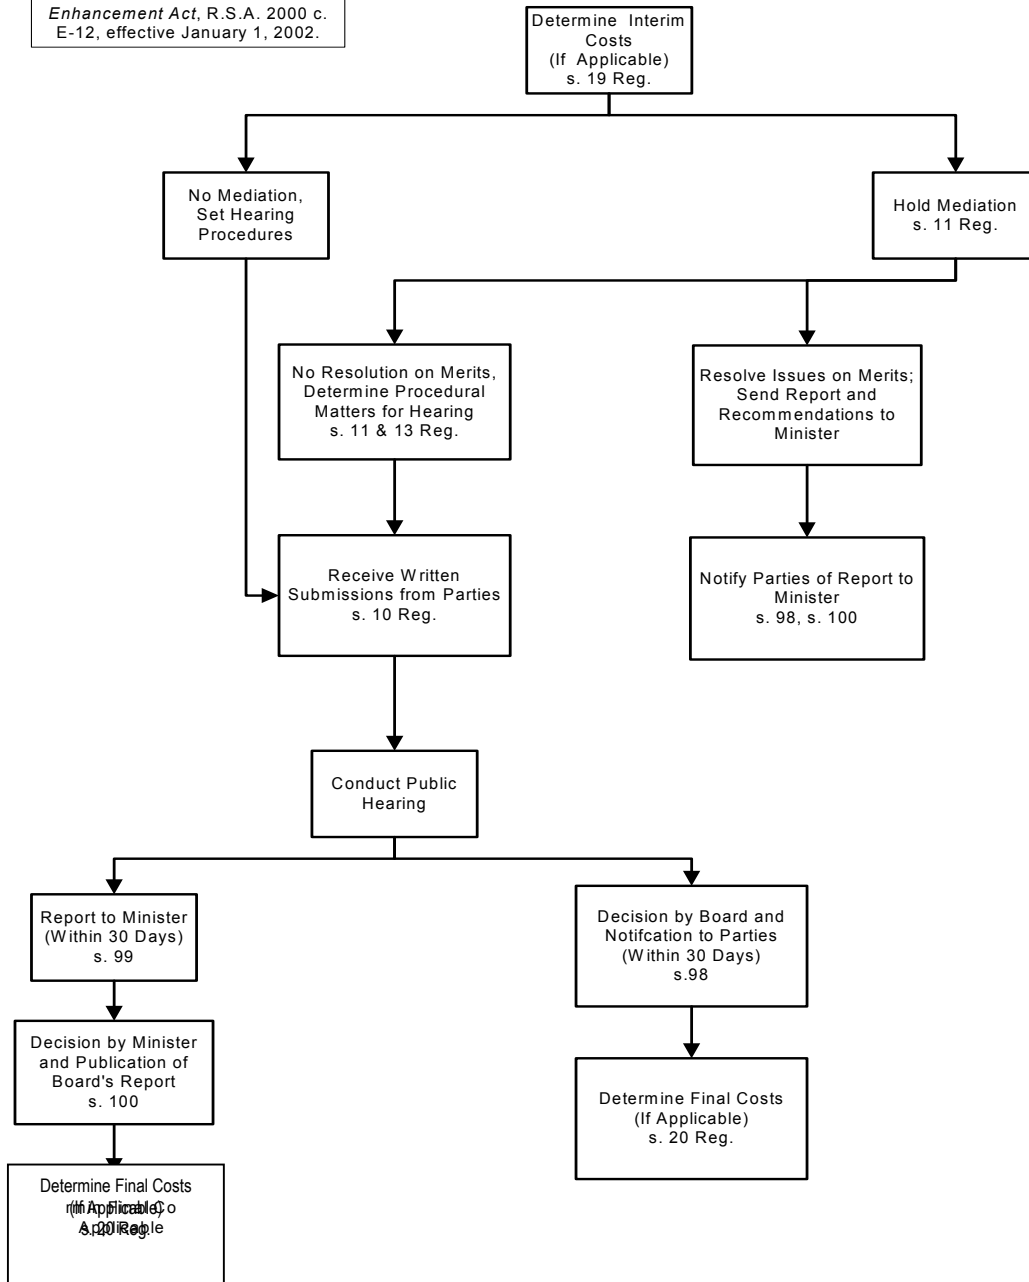 Enhancement Act, R.S.A. 2000 c.
E-12, effective January 1, 2002.
Determine Interim
Costs
(If Applicable)
s. 19 Reg.
No Mediation,
Set Hearing
Procedures
Hold Mediation
s. 11 Reg.
No Resolution on Merits,
Determine Procedural
Matters for Hearing
s. 11 & 13 Reg.
Resolve Issues on Merits;
Send Report and
Recommendations to
Minister
Receive Written
Submissions from Parties
s. 10 Reg.
Notify Parties of Report to
Minister
s. 98, s. 100
Conduct Public
Hearing
Report to Minister
(Within 30 Days)
s. 99
Decision by Board and
Notifcation to Parties
(Within 30 Days)
s.98
Decision by Minister
and Publication of
Board's Report
s. 100
Determine Final Costs
(If Applicable)
s. 20 Reg.
Determine Final Costs
(If Applicable)
s. 20 Reg.